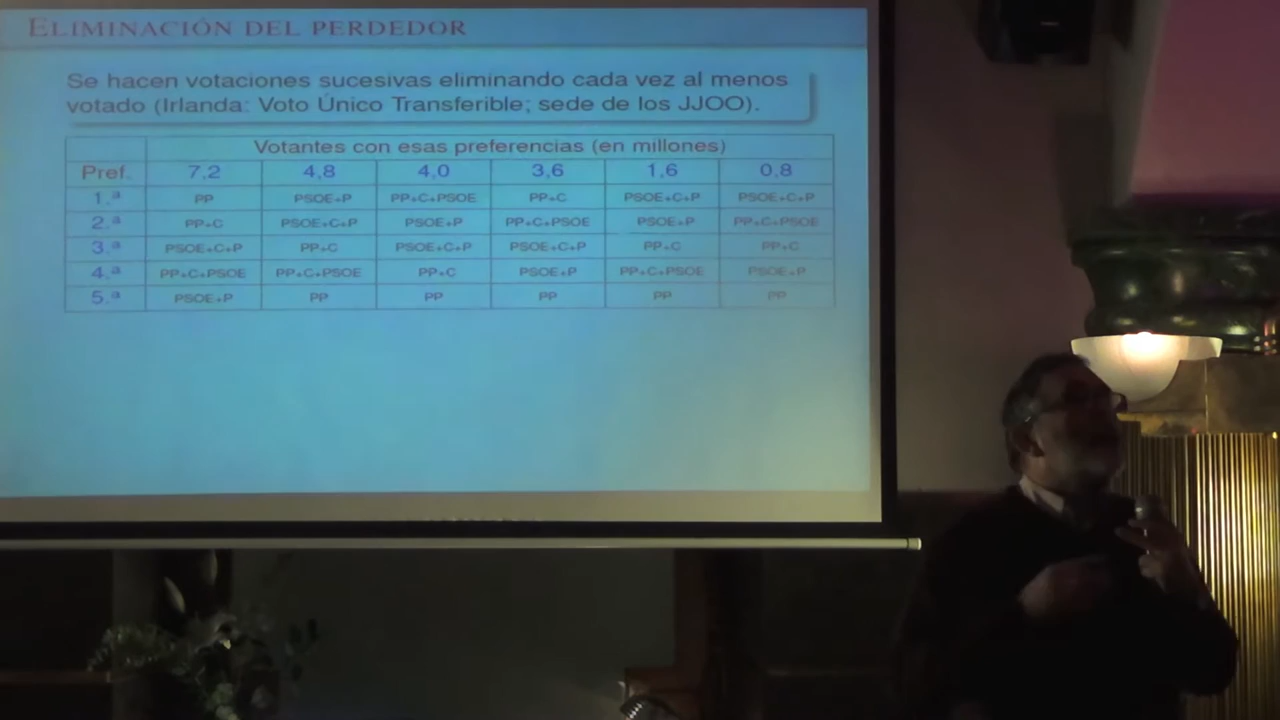 ELIMINACIÓN DEL PERDEDOR
Se hacen votaciones sucesivas eliminando cada vez al menos
votado (Irlanda: Voto Único Transferible; sede de los JJOO).
Votantes con esas preferencias (en millones)
Pref. 7,2 4,8 4,0 3,6 1,6 0,8
1.ª PP PSOE+P PP+C+PSOE PP+C PSOE+C+P PSOE+C+P
2.ª PP+C PSOE+C+P PSOE+P PP+C+PSOE PSOE+P PP+C+PSOE
3.ª PSOE+C+P PP+C PSOE+C+P PSOE+C+P PP+C PP+C
4.ª PP+C+PSOE PP+C+PSOE PP+C PSOE+P PP+C+PSOE PSOE+P
5.ª PSOE+P PP PP PP PP PP